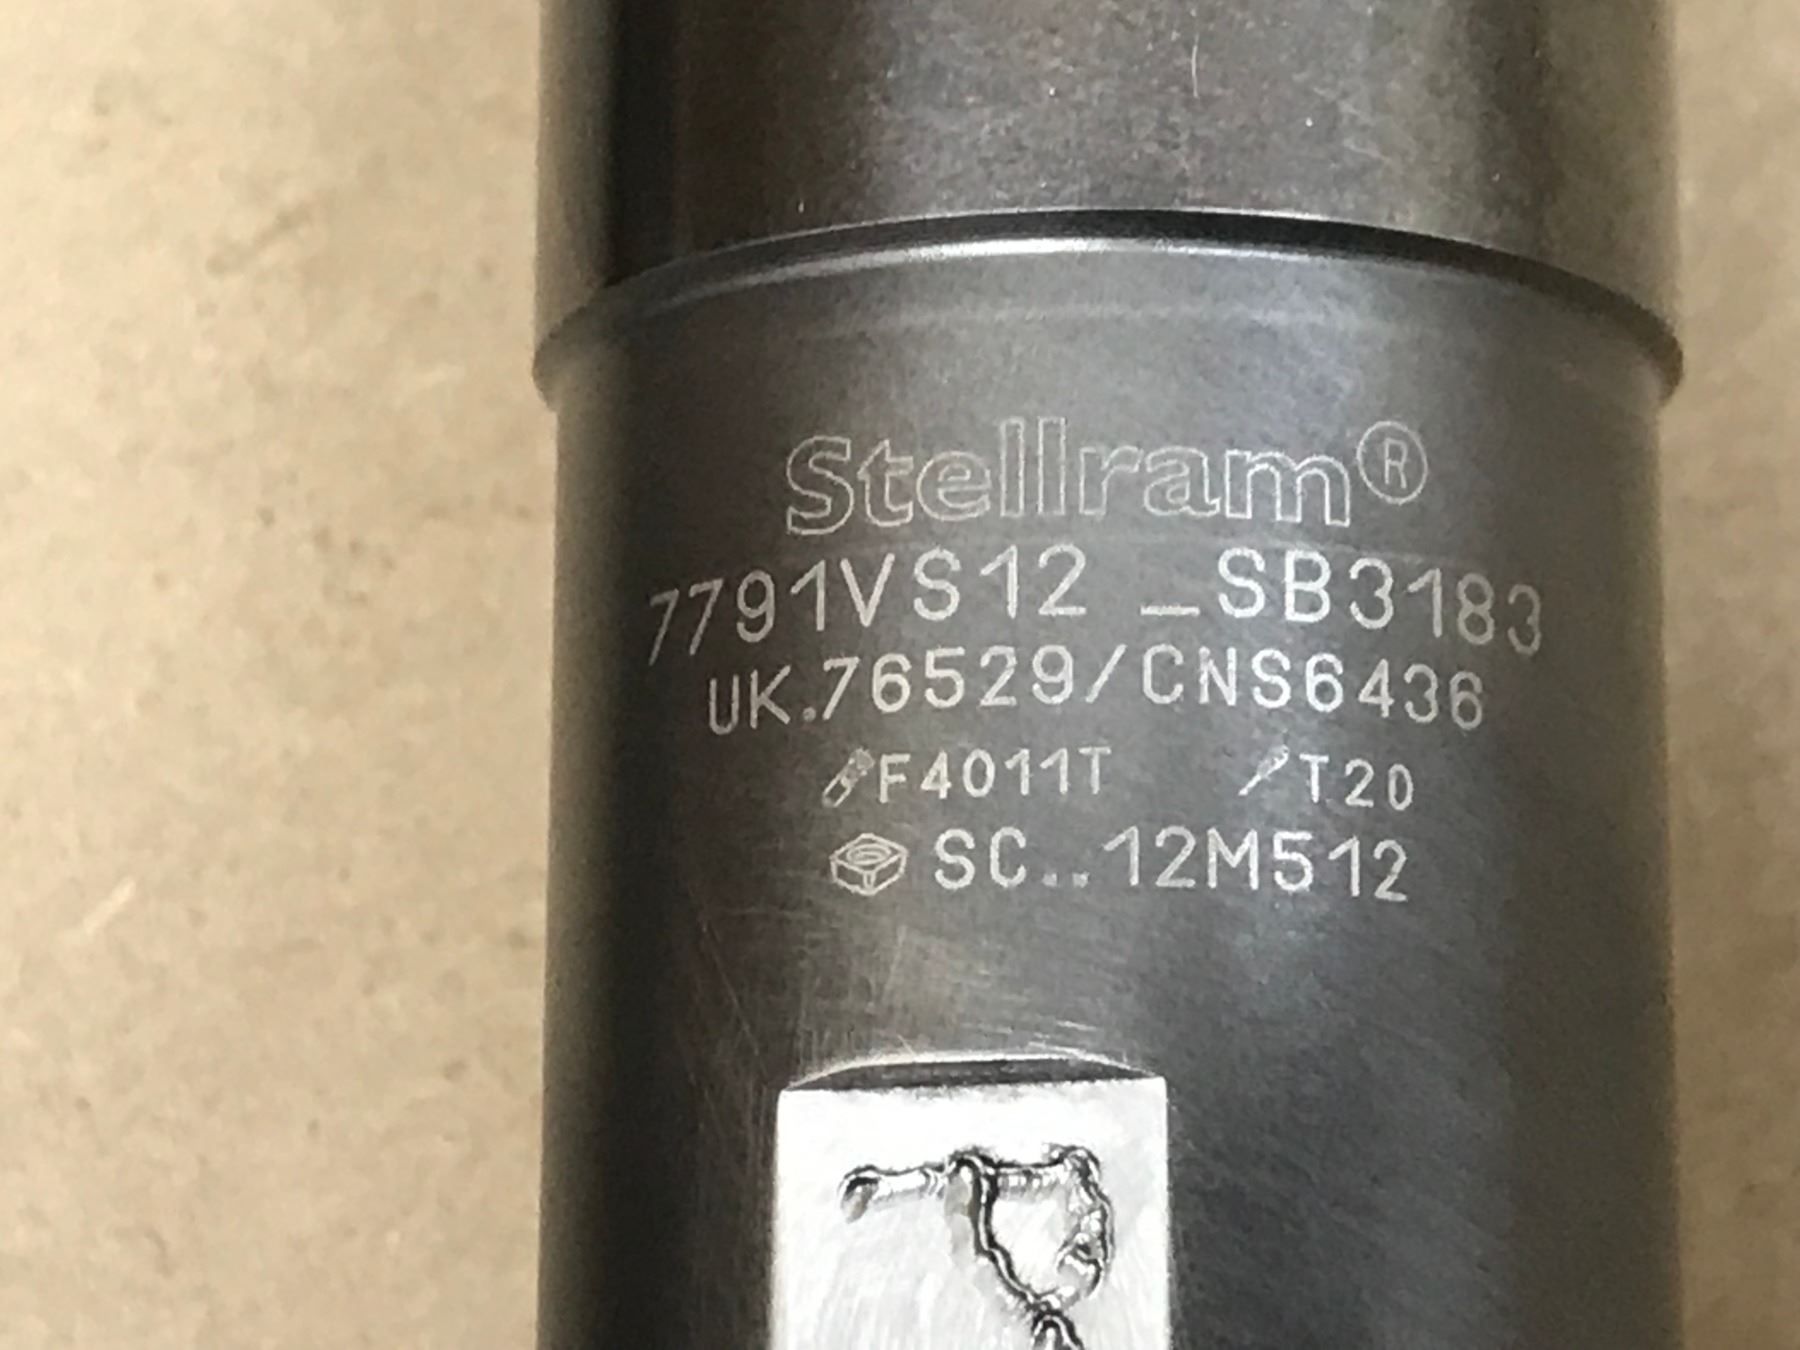 Stellram®
7791VS12 _SB3183
UK.76529/CNS6436
F4011T T20
SC..12M512